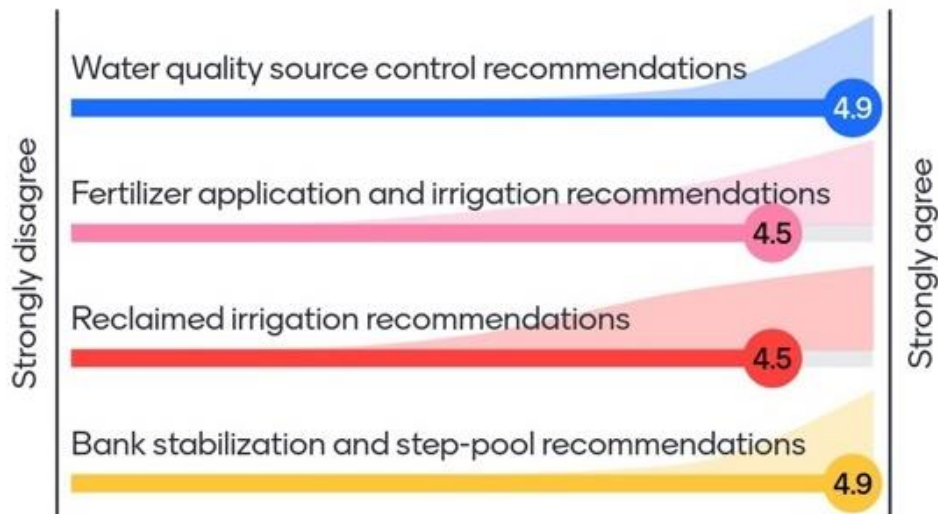 Strongly disagree
Water quality source control recommendations
4.9
Fertilizer application and irrigation recommendations
4.5
Reclaimed irrigation recommendations
4.5
Bank stabilization and step-pool recommendations
4.9
Strongly agree